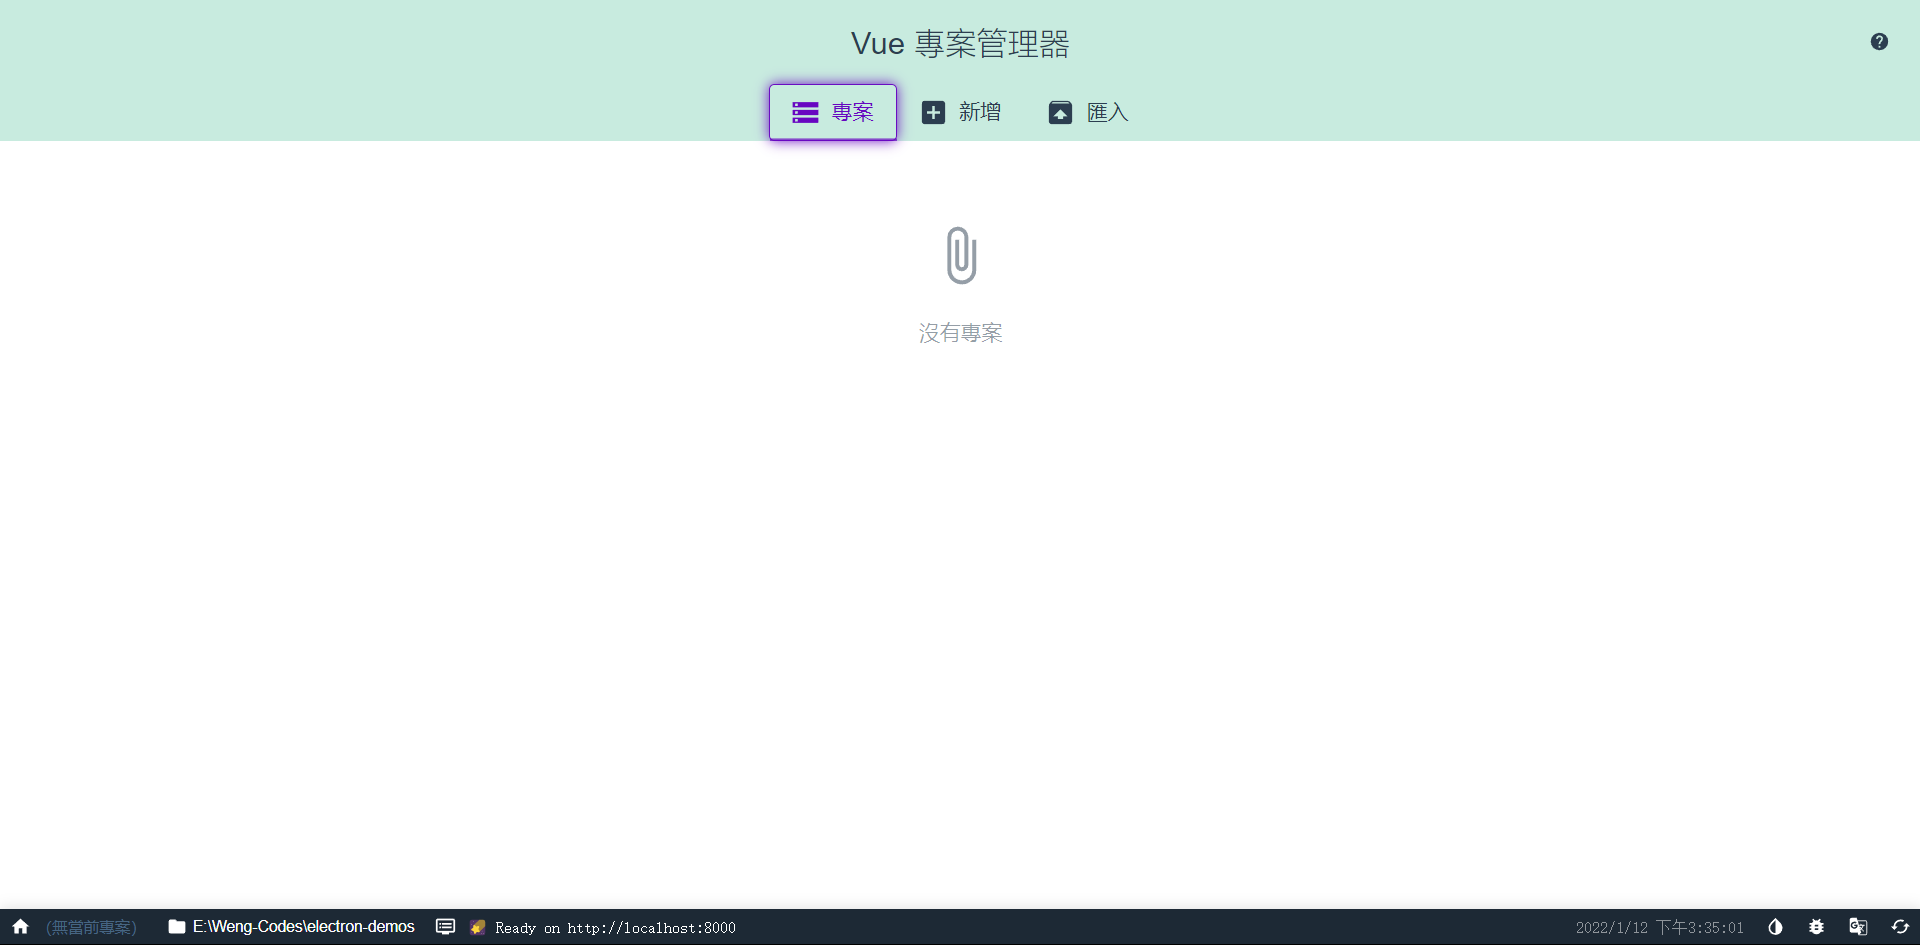 Vue 專案管理器
專案 新增 匯入
沒有專案
(無當前專案) E:\Weng-Codes\electron-demos Ready on http://localhost:8000 2022/1/12 下午3:35:01